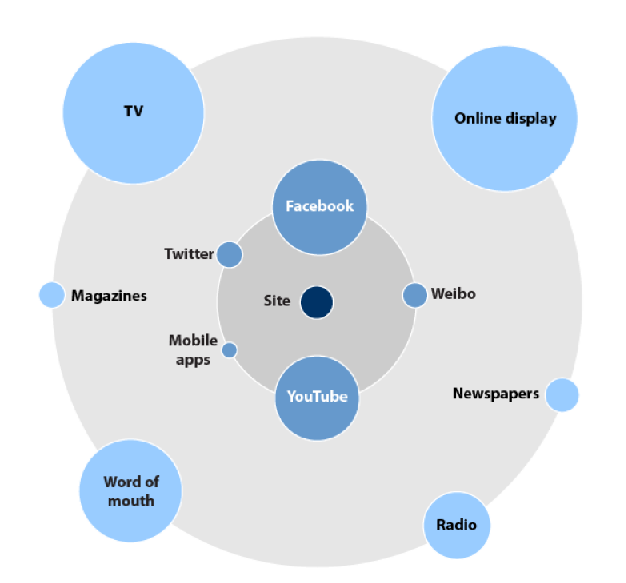 TV
Online display
Facebook
Twitter
Magazines
Site
Weibo
Mobile
apps
YouTube
Newspapers
Word of
mouth
Radio